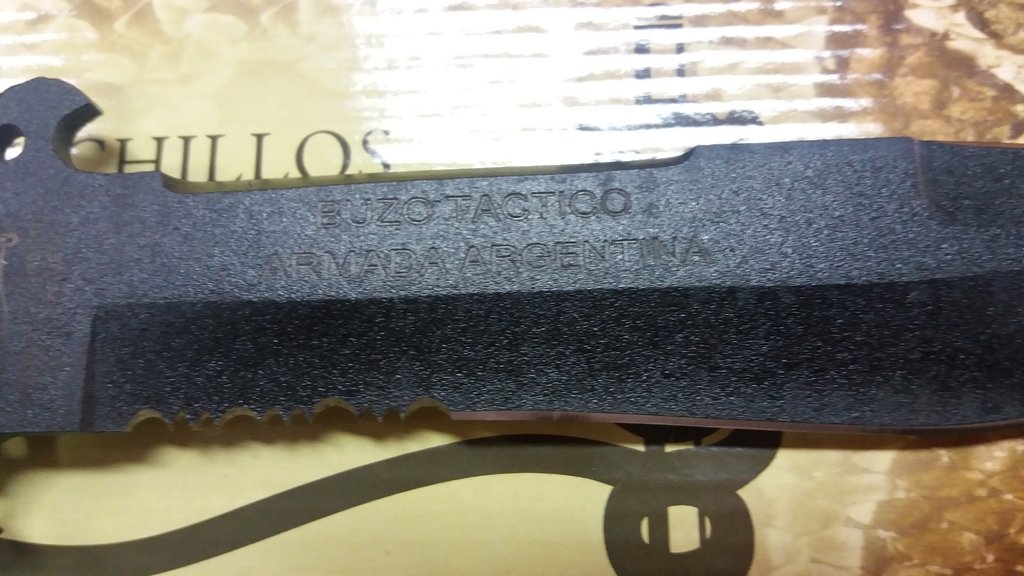 CHILLOS
BUZO TACTICO
ARMADA ARGENTINA